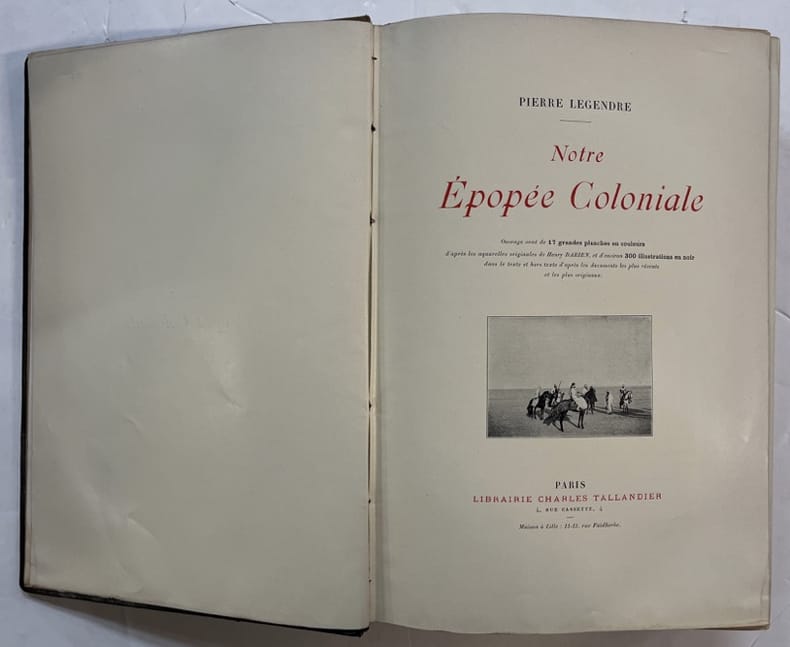 PIERRE LEGENDRE
Notre
Épopée Coloniale
Ouvrage orné de 17 grandes planches en couleurs
d'après les aquarelles originales de Henry DARIEN, et d'environ 300 illustrations en noir
dans le texte et hors texte d'après les documents les plus récents
et les plus originaux.
PARIS
LIBRAIRIE CHARLES TALLANDIER
4, RUE CASSETTE, 4
Maison à Lille : 11-13, rue Faidherbe.